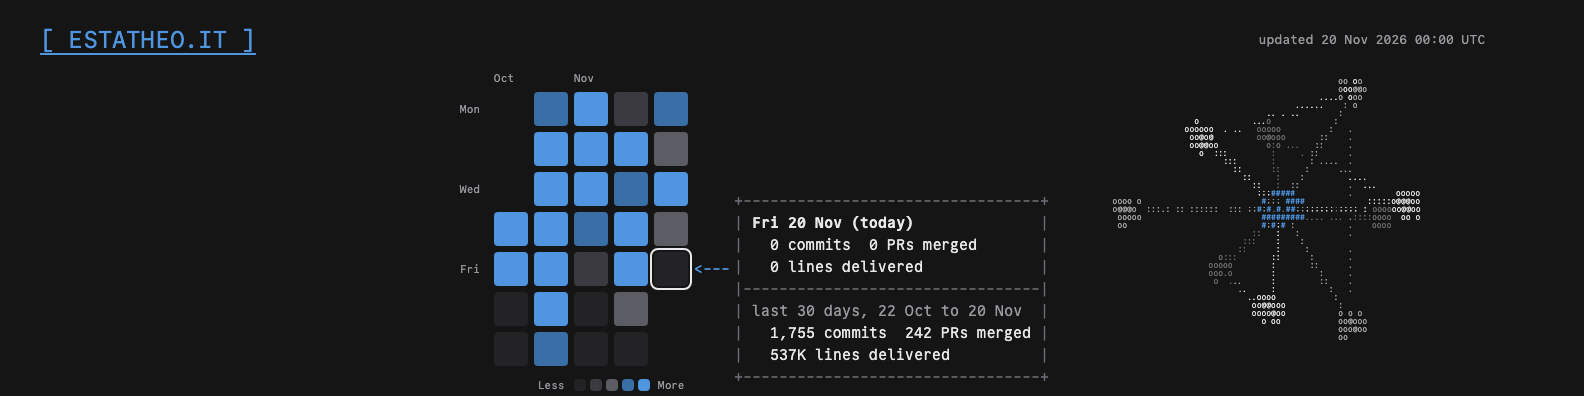 [ ESTATHEO.IT ]
updated 20 Nov 2026 00:00 UTC
Oct Nov
Mon
Wed
Fri
Less More
Fri 20 Nov (today)
0 commits 0 PRs merged
0 lines delivered
last 30 days, 22 Oct to 20 Nov
1,755 commits 242 PRs merged
537K lines delivered